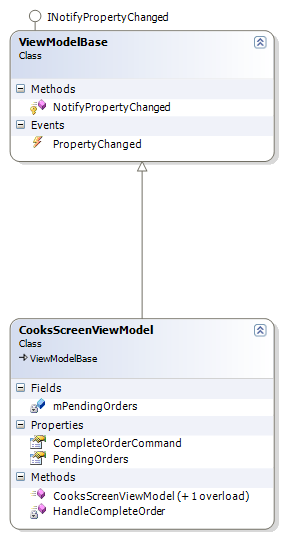 INotifyPropertyChanged
ViewModelBase
Class
Methods
NotifyPropertyChanged
Events
PropertyChanged
CooksScreenViewModel
Class
ViewModelBase
Fields
mPendingOrders
Properties
CompleteOrderCommand
PendingOrders
Methods
CooksScreenViewModel (+ 1 overload)
HandleCompleteOrder